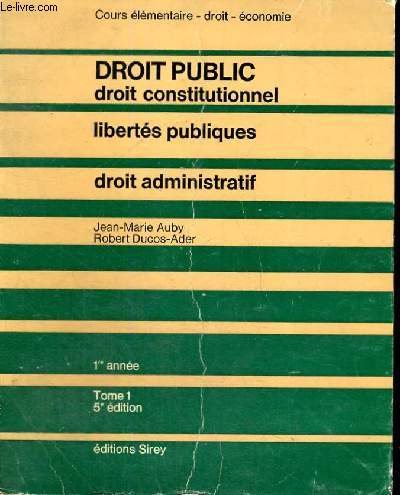 Le-livre.com
Cours élémentaire - droit - économie
DROIT PUBLIC
droit constitutionnel
libertés publiques
droit administratif
Jean-Marie Auby
Robert Ducos-Ader
1re année
Tome 1
5e édition
éditions Sirey